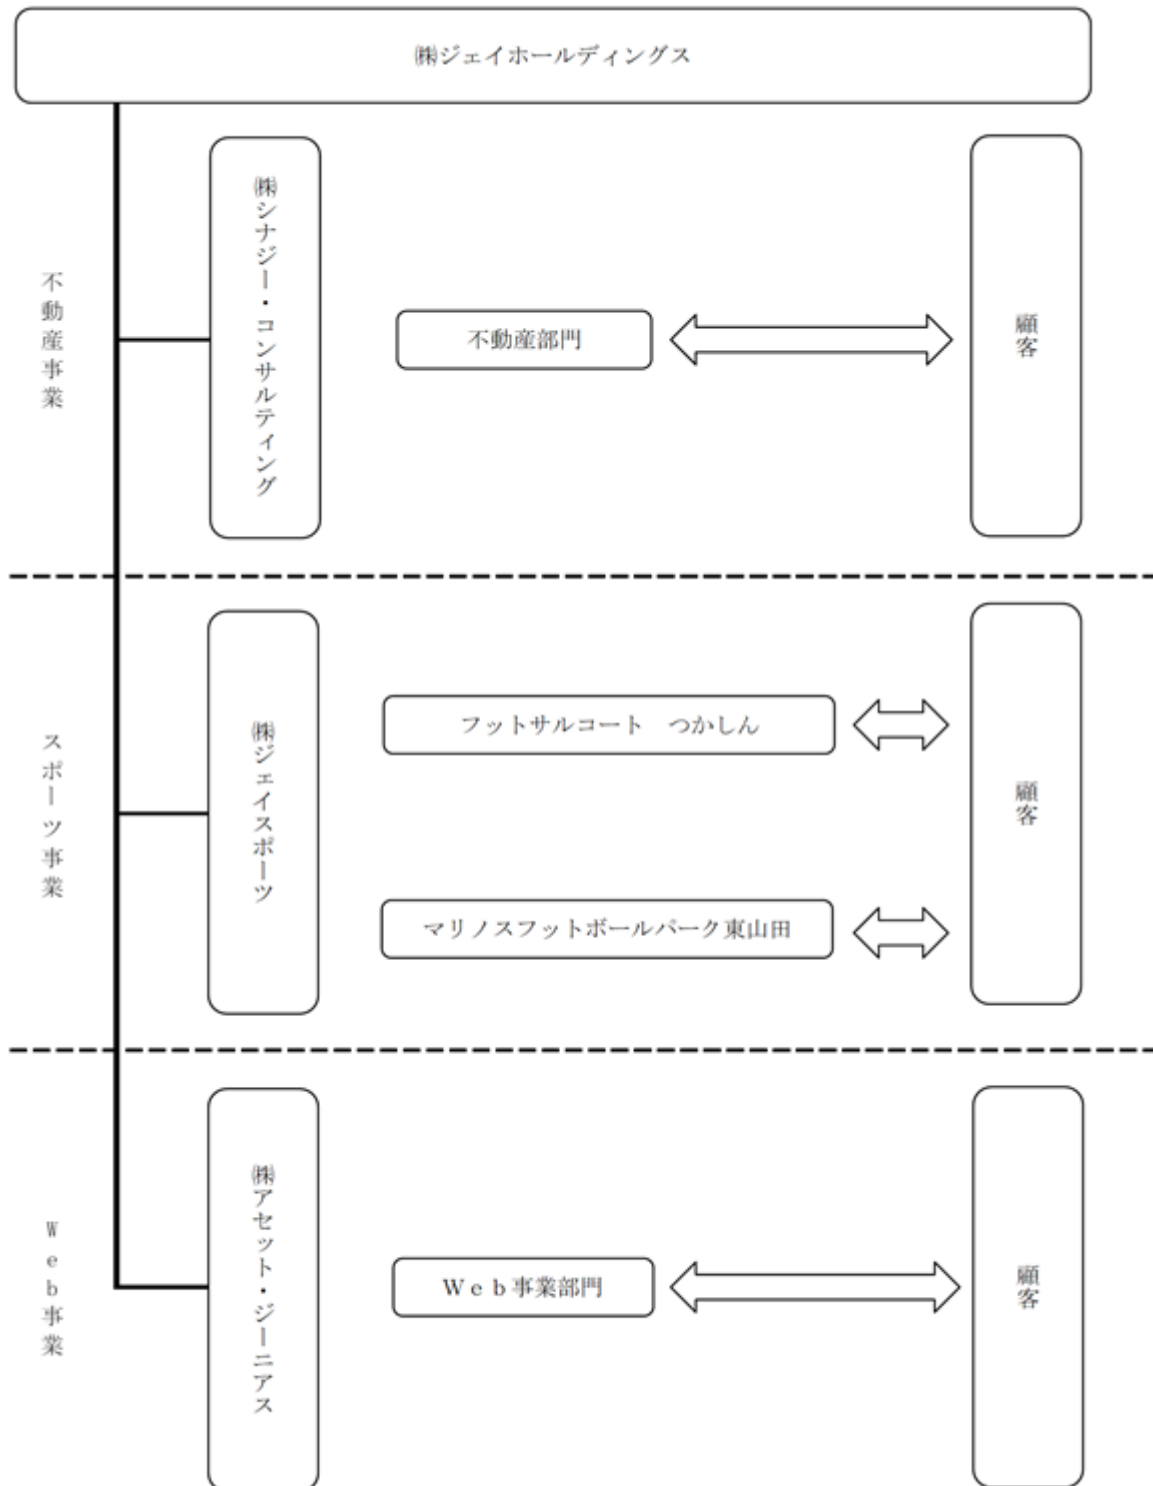 ㈱ジェイホールディングス
不動産事業
㈱シナジー・コンサルティング
不動産部門
顧客
スポーツ事業
㈱ジェイスポーツ
フットサルコート　つかしん
マリノスフットボールパーク東山田
顧客
Ｗｅｂ事業
㈱アセット・ジーニアス
Ｗｅｂ事業部門
顧客